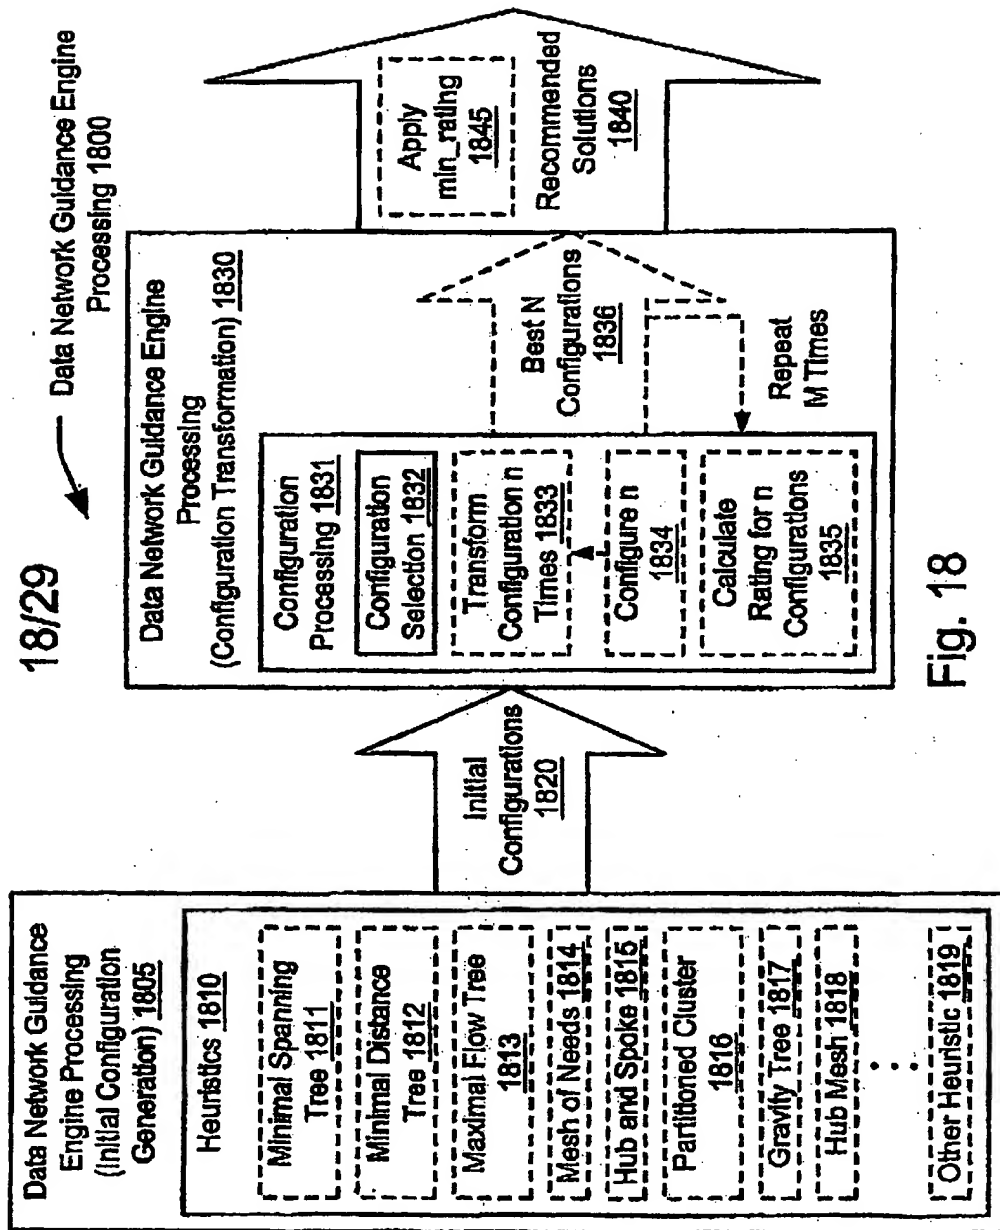 18/29
Data Network Guidance Engine
Processing 1800
Data Network Guidance
Engine Processing
(Initial Configuration
Generation) 1805
Heuristics 1810
Minimal Spanning
Tree 1811
Minimal Distance
Tree 1812
Maximal Flow Tree
1813
Mesh of Needs 1814
Hub and Spoke 1815
Partitioned Cluster
1816
Gravity Tree 1817
Hub Mesh 1818
Other Heuristic 1819
Initial
Configurations
1820
Data Network Guidance Engine
Processing
(Configuration Transformation) 1830
Configuration
Processing 1831
Configuration
Selection 1832
Transform
Configuration n
Times 1833
Configure n
1834
Calculate
Rating for n
Configurations
1835
Best N
Configurations
1836
Repeat
M Times
Apply
min_rating
1845
Recommended
Solutions
1840
Fig. 18